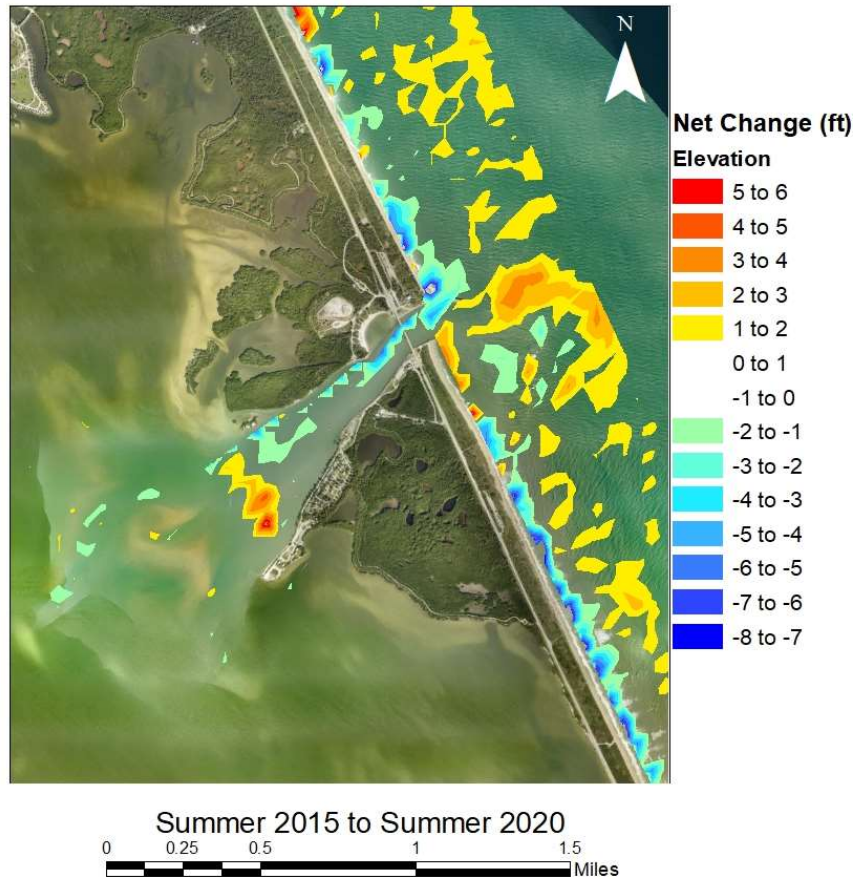 N
Net Change (ft)
Elevation
5 to 6
4 to 5
3 to 4
2 to 3
1 to 2
0 to 1
-1 to 0
-2 to -1
-3 to -2
-4 to -3
-5 to -4
-6 to -5
-7 to -6
-8 to -7
Summer 2015 to Summer 2020
0 0.25 0.5 1 1.5
Miles